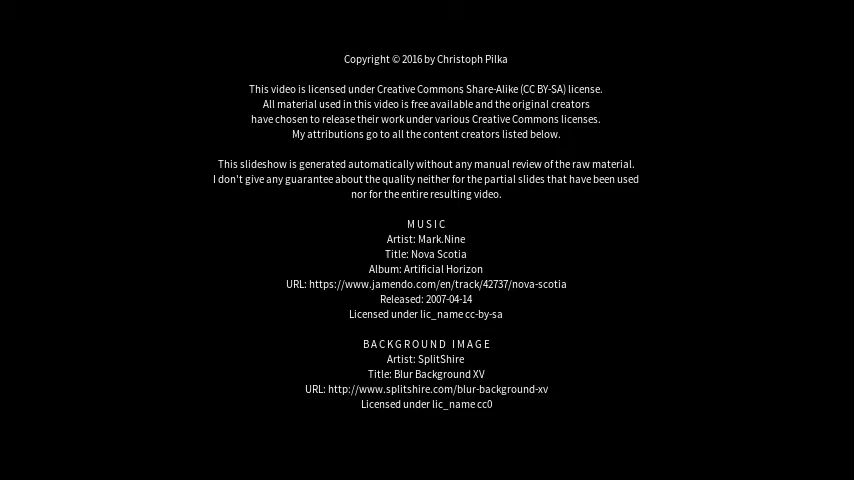 Copyright © 2016 by Christoph Pilka
This video is licensed under Creative Commons Share-Alike (CC BY-SA) license.
All material used in this video is free available and the original creators
have chosen to release their work under various Creative Commons licenses.
My attributions go to all the content creators listed below.
This slideshow is generated automatically without any manual review of the raw material.
I don't give any guarantee about the quality neither for the partial slides that have been used
nor for the entire resulting video.
MUSIC
Artist: Mark.Nine
Title: Nova Scotia
Album: Artificial Horizon
URL: https://www.jamendo.com/en/track/42737/nova-scotia
Released: 2007-04-14
Licensed under lic_name cc-by-sa
BACKGROUND IMAGE
Artist: SplitShire
Title: Blur Background XV
URL: http://www.splitshire.com/blur-background-xv
Licensed under lic_name cc0